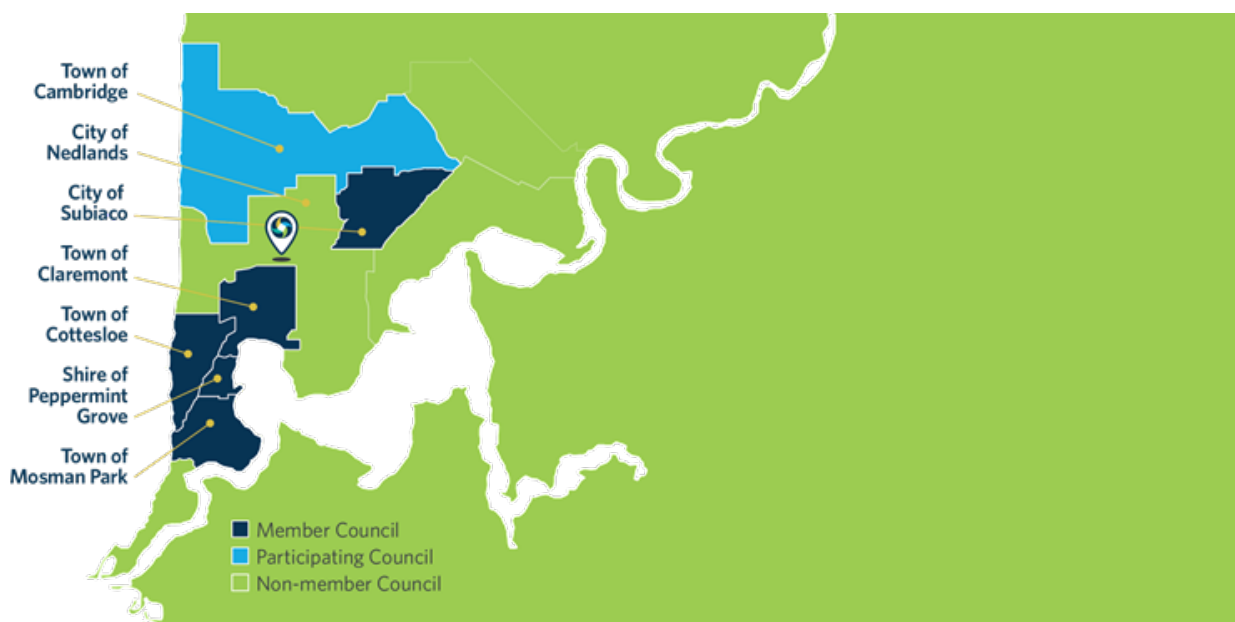 Town of
Cambridge
City of
Nedlands
City of
Subiaco
Town of
Claremont
Town of
Cottesloe
Shire of
Peppermint
Grove
Town of
Mosman Park
Member Council
Participating Council
Non-member Council